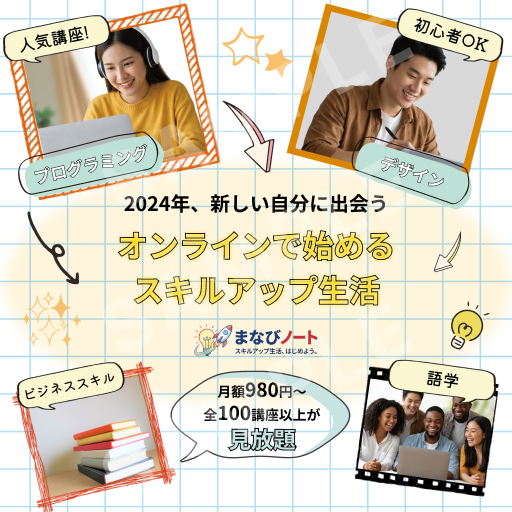 人気講座!
初心者OK
プログラミング
デザイン
2024年、新しい自分に出会う
オンラインで始める
スキルアップ生活
まなびノート
スキルアップ生活、はじめよう。
ビジネススキル
語学
月額980円～
全100講座以上が
見放題